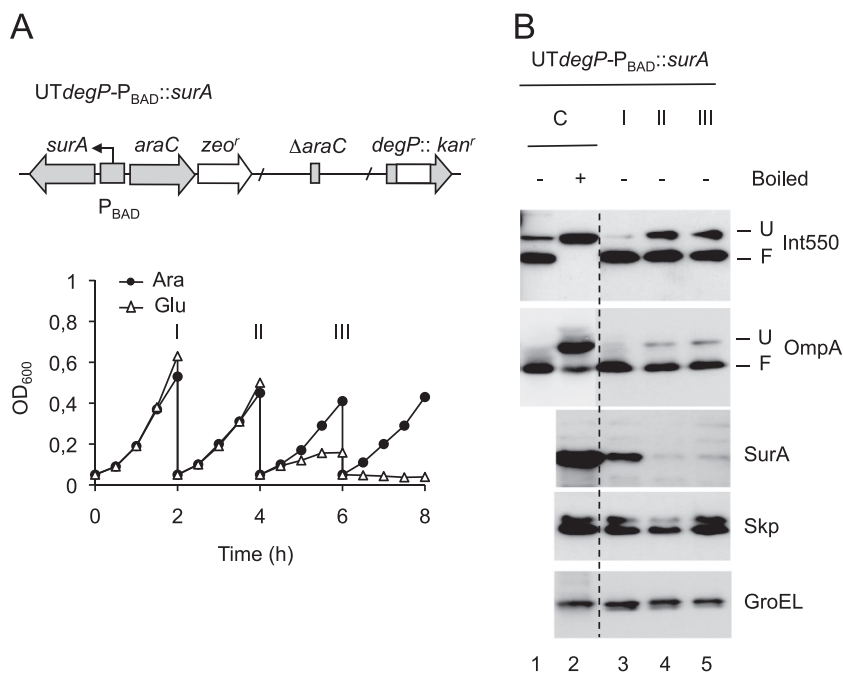 A
UTdegP-PBAD::surA
surA araC zeoʳ ΔaraC degP:: kanʳ
PBAD
Ara
Glu
1
0,8
0,6
0,4
0,2
0
OD600
I II III
0 2 4 6 8
Time (h)
B
UTdegP-PBAD::surA
C I II III
- + - - - Boiled
U
Int550
F
U
OmpA
F
SurA
Skp
GroEL
1 2 3 4 5